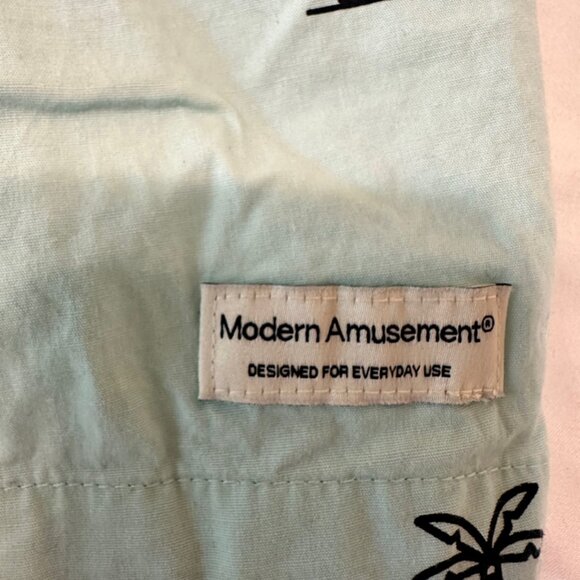 Modern Amusement®
DESIGNED FOR EVERYDAY USE